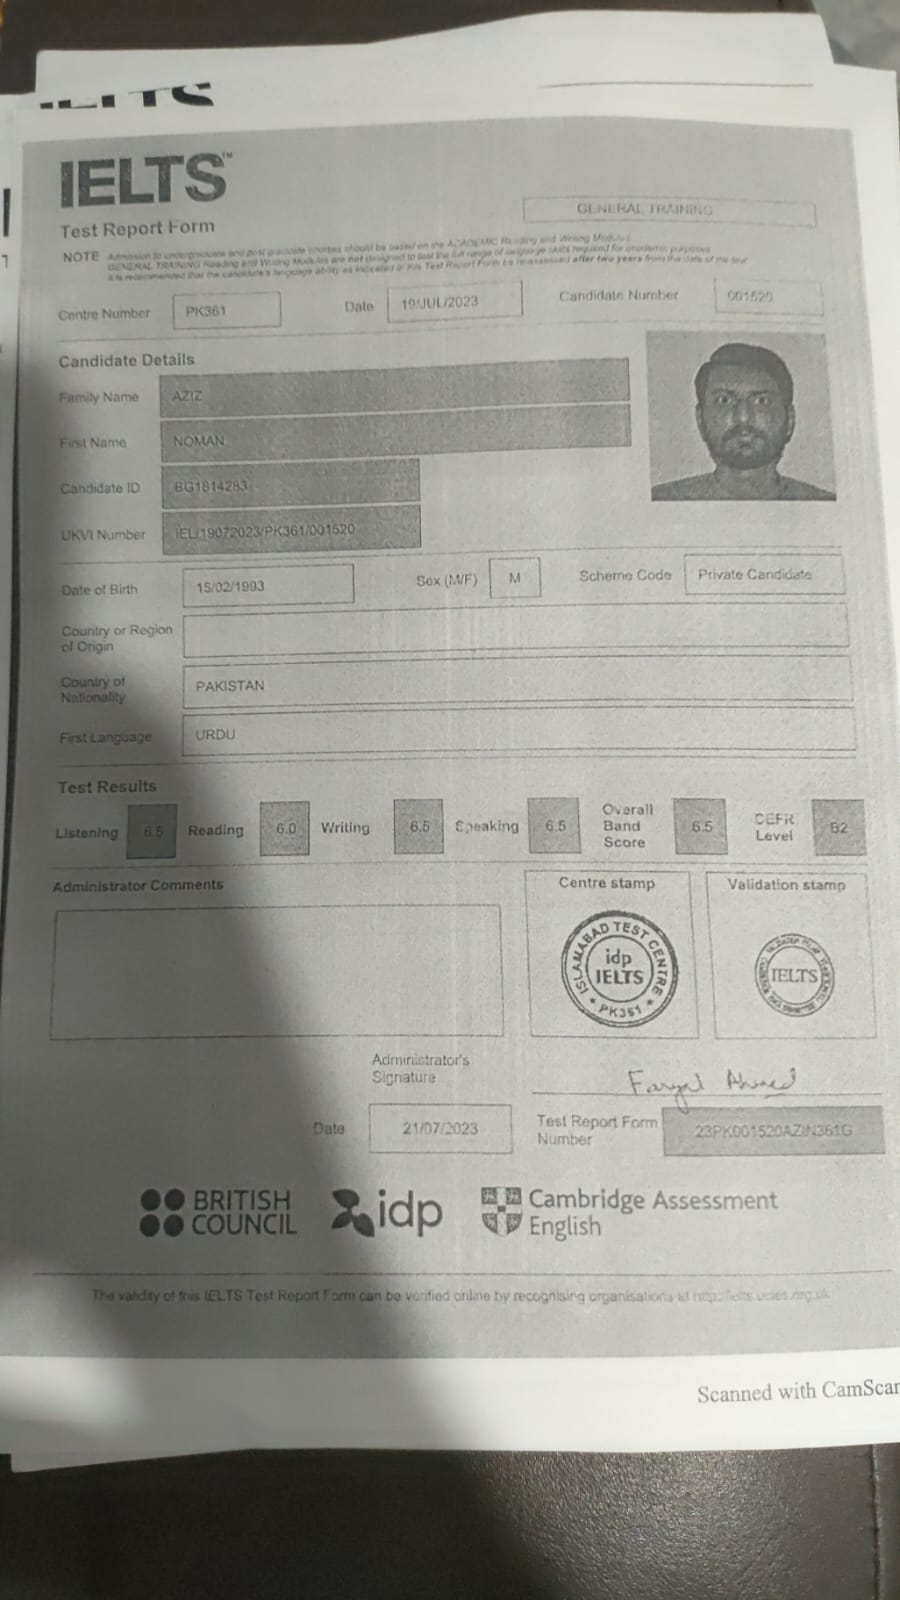 IELTS
IELTS™
Test Report Form
GENERAL TRAINING
NOTE Admission to undergraduate and post graduate courses should be based on the ACADEMIC Reading and Writing Modules.
GENERAL TRAINING Reading and Writing Modules are not designed to test the full range of language skills required for academic purposes.
It is recommended that the candidate's language ability as indicated in this Test Report Form be re-assessed after two years from the date of the test.
Centre Number PK361 Date 19/JUL/2023 Candidate Number 001520
Candidate Details
Family Name AZIZ
First Name NOMAN
Candidate ID BG1814283
UKVI Number IEL/19072023/PK361/001520
Date of Birth 15/02/1993 Sex (M/F) M Scheme Code Private Candidate
Country or Region
of Origin
Country of
Nationality PAKISTAN
First Language URDU
Test Results
Listening 6.5 Reading 6.0 Writing 6.5 Speaking 6.5 Overall Band Score 6.5 CEFR Level B2
Administrator Comments
Centre stamp
ISLAMABAD TEST CENTRE
idp
IELTS
PK361
Validation stamp
IELTS
Administrator's
Signature
Faryal Ahmed
Date 21/07/2023
Test Report Form
Number 23PK001520AZIN361G
BRITISH
COUNCIL
idp
Cambridge Assessment
English
The validity of this IELTS Test Report Form can be verified online by recognising organisations at http://ielts.ucles.org.uk
Scanned with CamScan